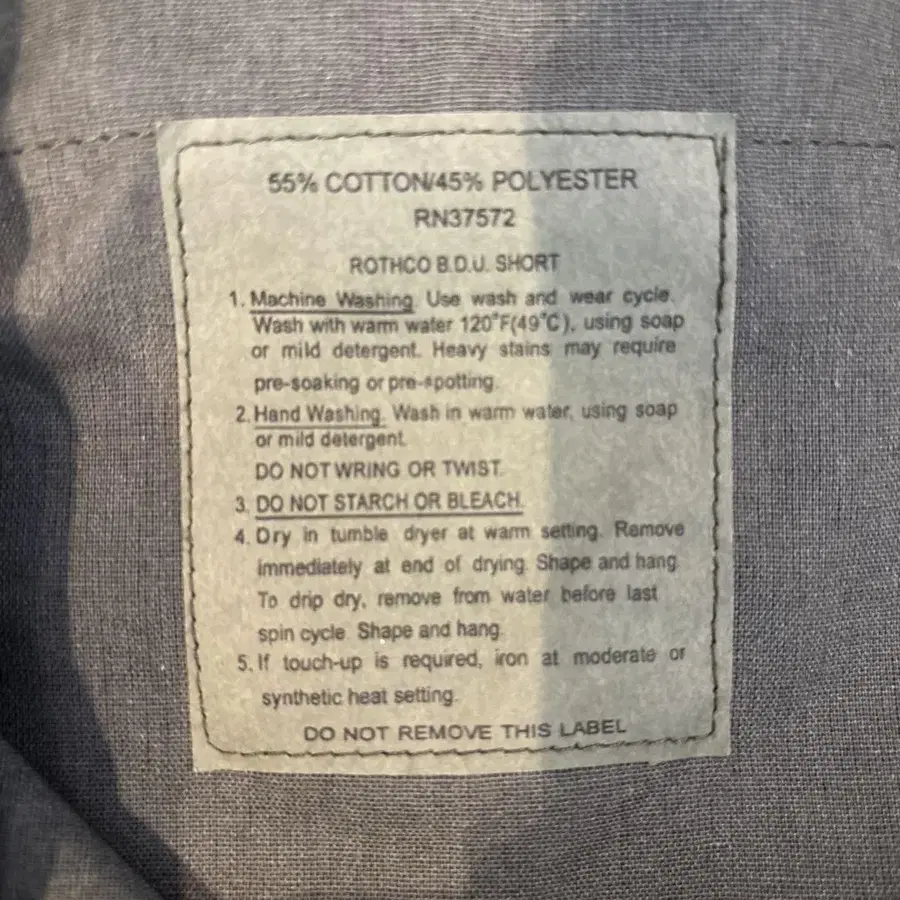 55% COTTON/45% POLYESTER
RN37572
ROTHCO B.D.U. SHORT
1. Machine Washing. Use wash and wear cycle.
Wash with warm water 120°F(49°C), using soap
or mild detergent. Heavy stains may require
pre-soaking or pre-spotting.
2. Hand Washing. Wash in warm water, using soap
or mild detergent.
DO NOT WRING OR TWIST.
3. DO NOT STARCH OR BLEACH.
4. Dry in tumble dryer at warm setting. Remove
immediately at end of drying. Shape and hang.
To drip dry, remove from water before last
spin cycle. Shape and hang.
5. If touch-up is required, iron at moderate or
synthetic heat setting.
DO NOT REMOVE THIS LABEL